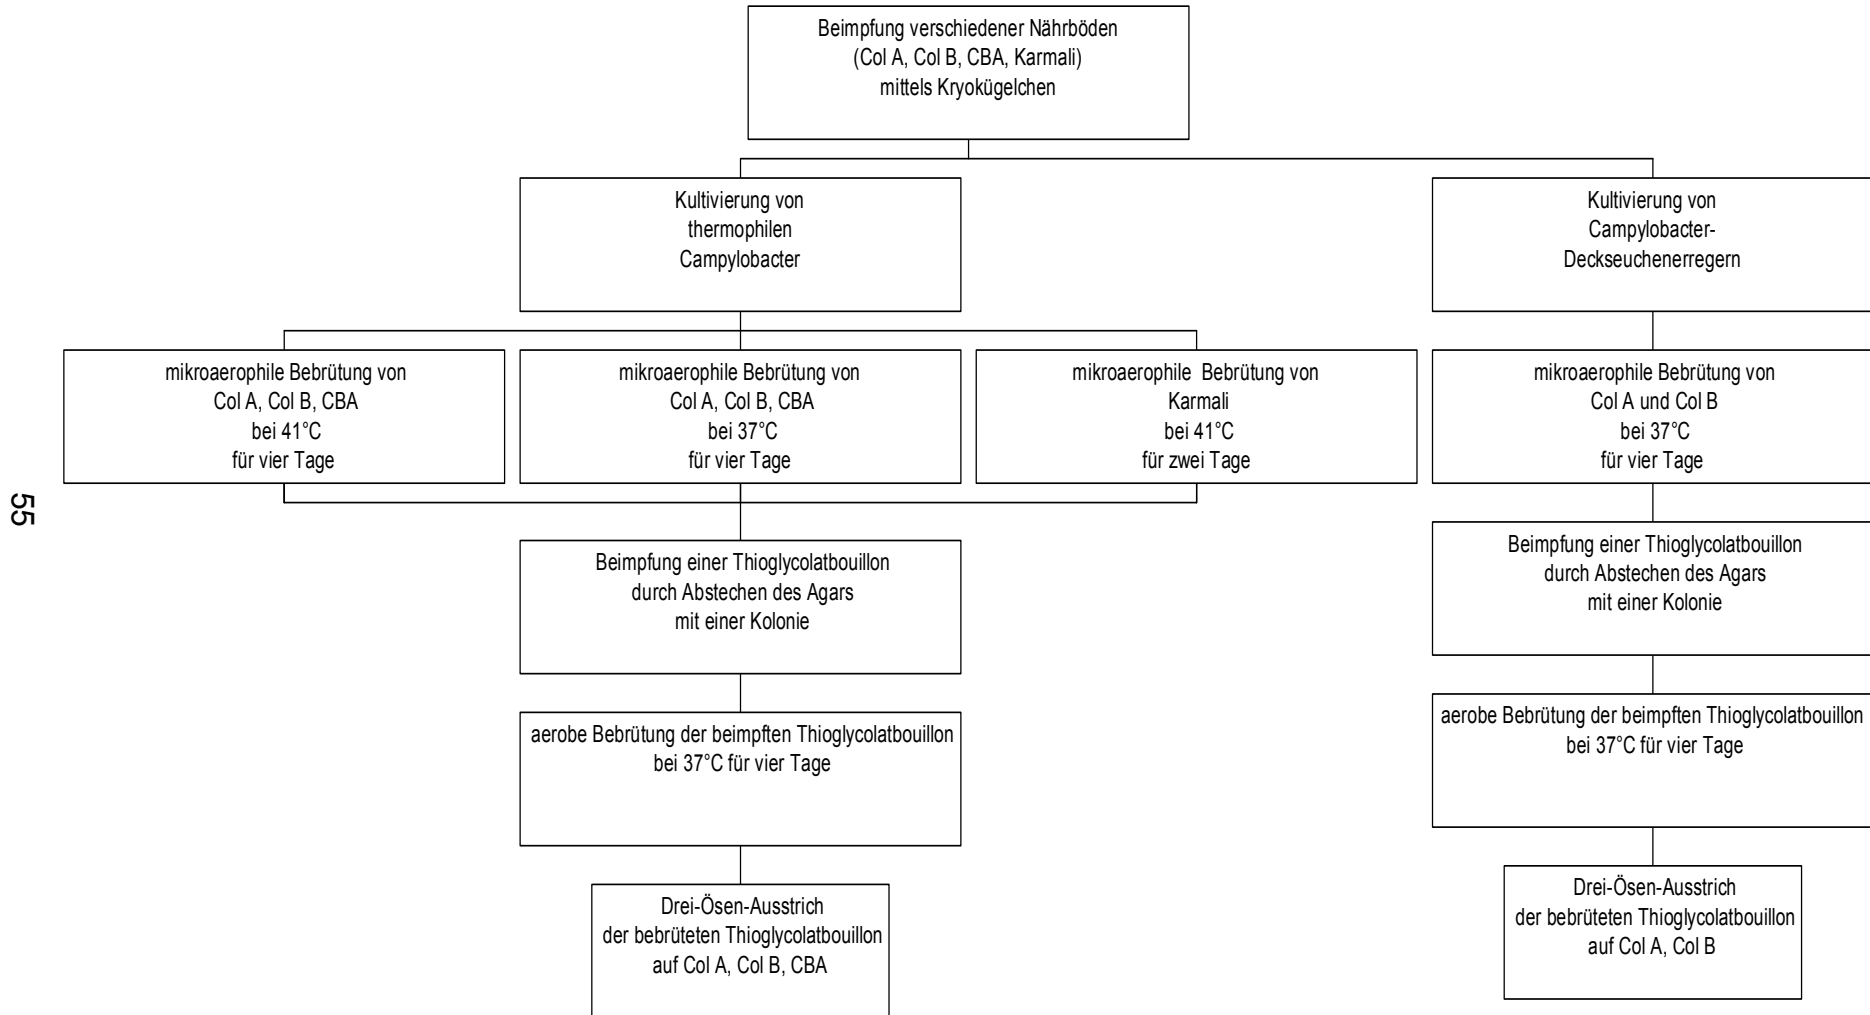 Beimpfung verschiedener Nährböden
(Col A, Col B, CBA, Karmali)
mittels Kryokügelchen
Kultivierung von
thermophilen
Campylobacter
Kultivierung von
Campylobacter-
Deckseuchenerregern
mikroaerophile Bebrütung von
Col A, Col B, CBA
bei 41°C
für vier Tage
mikroaerophile Bebrütung von
Col A, Col B, CBA
bei 37°C
für vier Tage
mikroaerophile Bebrütung von
Karmali
bei 41°C
für zwei Tage
mikroaerophile Bebrütung von
Col A und Col B
bei 37°C
für vier Tage
Beimpfung einer Thioglycolatbouillon
durch Abstechen des Agars
mit einer Kolonie
Beimpfung einer Thioglycolatbouillon
durch Abstechen des Agars
mit einer Kolonie
aerobe Bebrütung der beimpften Thioglycolatbouillon
bei 37°C für vier Tage
aerobe Bebrütung der beimpften Thioglycolatbouillon
bei 37°C für vier Tage
Drei-Ösen-Ausstrich
der bebrüteten Thioglycolatbouillon
auf Col A, Col B, CBA
Drei-Ösen-Ausstrich
der bebrüteten Thioglycolatbouillon
auf Col A, Col B
55